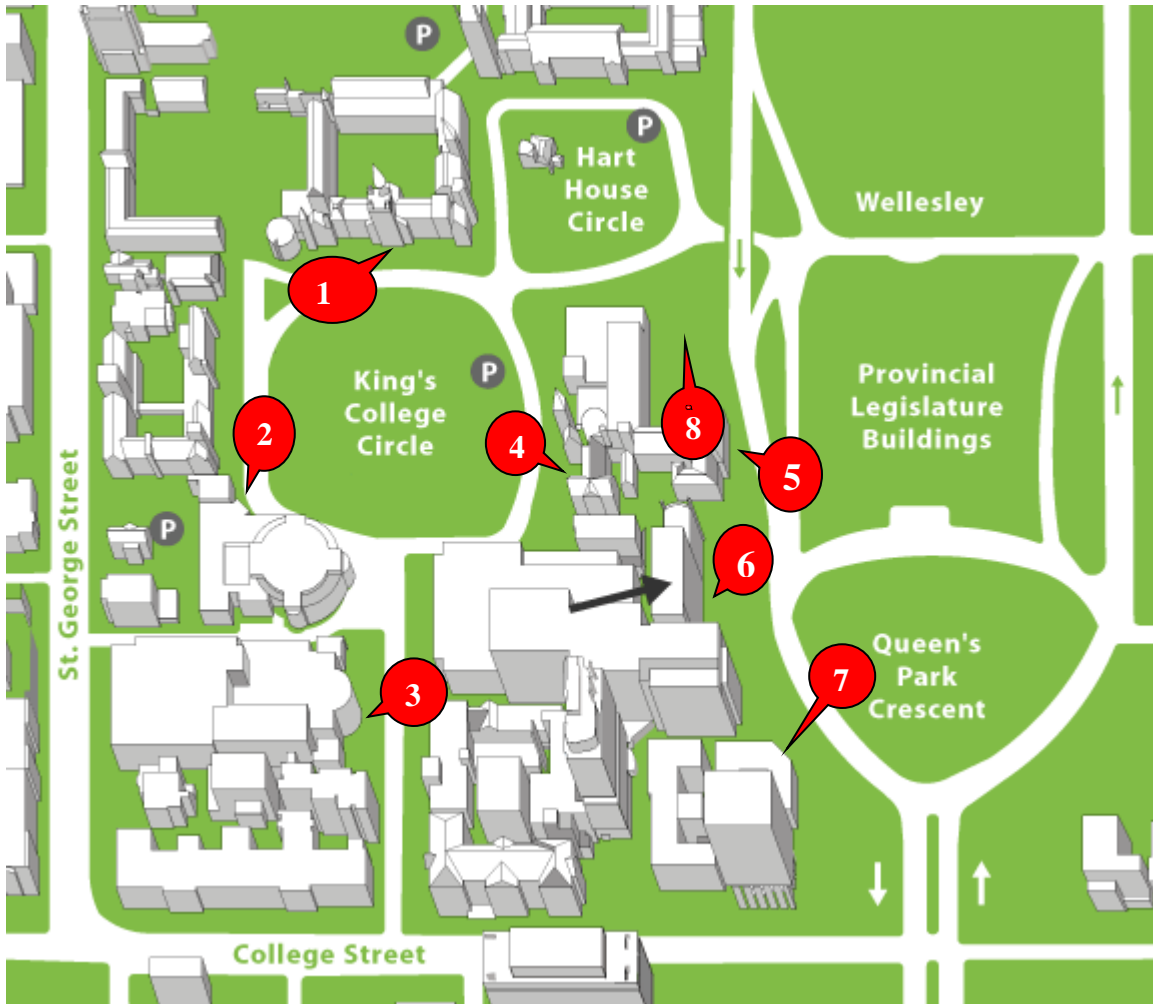 P
P
Hart
House
Circle
Wellesley
1
King's
College
Circle
P
Provincial
Legislature
Buildings
2
4
8
5
St. George Street
P
6
Queen's
Park
Crescent
7
3
College Street